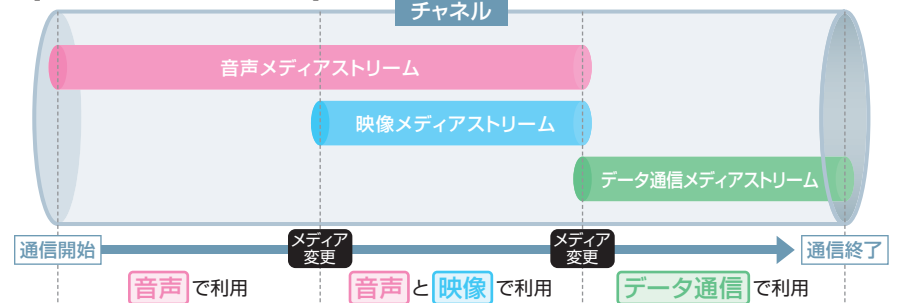 チャネル
音声メディアストリーム
映像メディアストリーム
データ通信メディアストリーム
通信開始
メディア
変更
メディア
変更
通信終了
音声で利用
音声と映像で利用
データ通信で利用